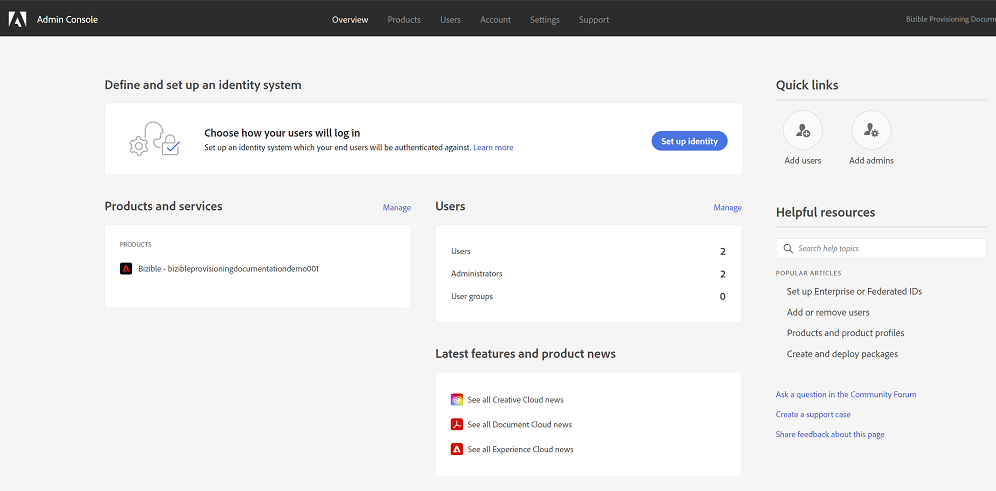 Admin Console
Overview
Products
Users
Account
Settings
Support
Bizible Provisioning Docume
Define and set up an identity system
Choose how your users will log in
Set up an identity system which your end users will be authenticated against. Learn more
Set up identity
Products and services
Manage
PRODUCTS
Bizible - bizibleprovisioningdocumentationdemo001
Users
Manage
Users 2
Administrators 2
User groups 0
Latest features and product news
See all Creative Cloud news
See all Document Cloud news
See all Experience Cloud news
Quick links
Add users
Add admins
Helpful resources
Search help topics
POPULAR ARTICLES
Set up Enterprise or Federated IDs
Add or remove users
Products and product profiles
Create and deploy packages
Ask a question in the Community Forum
Create a support case
Share feedback about this page